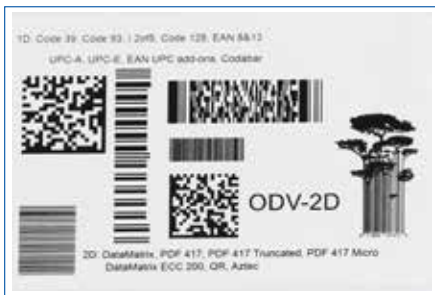 1D: Code 39, Code 93, I 2of5, Code 128, EAN 8&13
UPC-A, UPC-E, EAN UPC add-ons, Codabar
ODV-2D
2D: DataMatrix, PDF 417, PDF 417 Truncated, PDF 417 Micro
DataMatrix ECC 200, QR, Aztec